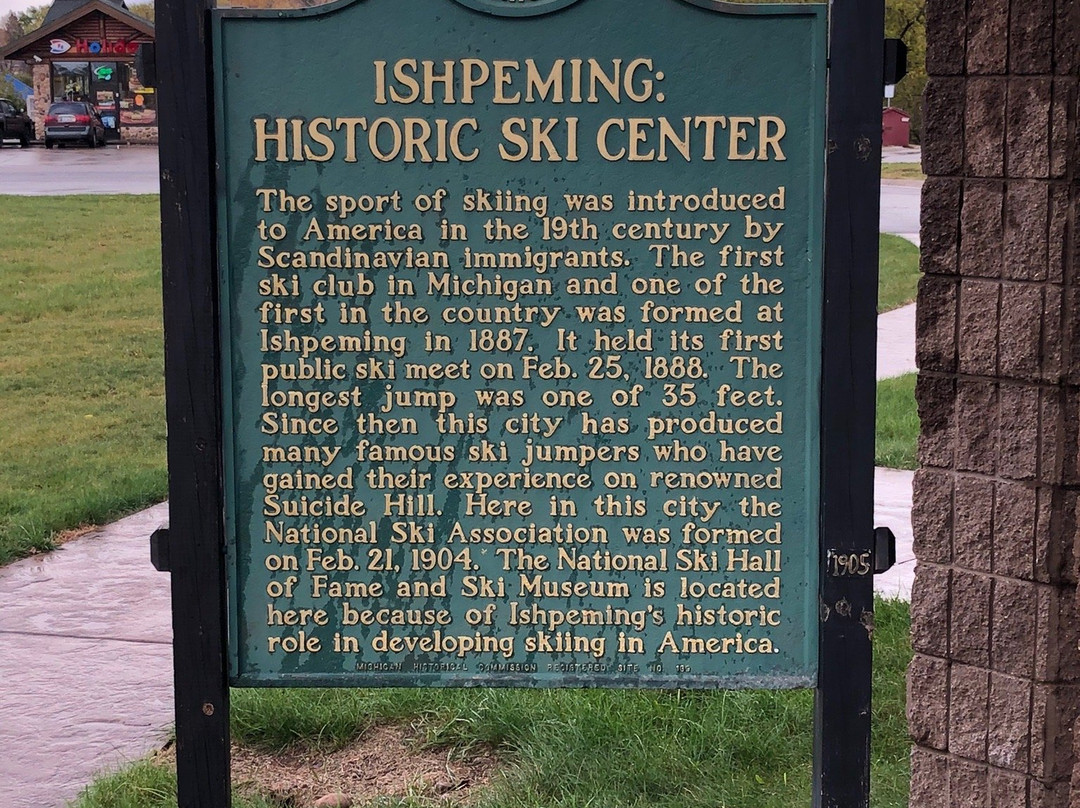 ISHPEMING:
HISTORIC SKI CENTER
The sport of skiing was introduced
to America in the 19th century by
Scandinavian immigrants. The first
ski club in Michigan and one of the
first in the country was formed at
Ishpeming in 1887. It held its first
public ski meet on Feb. 25, 1888. The
longest jump was one of 35 feet.
Since then this city has produced
many famous ski jumpers who have
gained their experience on renowned
Suicide Hill. Here in this city the
National Ski Association was formed
on Feb. 21, 1904. The National Ski Hall
of Fame and Ski Museum is located
here because of Ishpeming's historic
role in developing skiing in America.
MICHIGAN HISTORICAL COMMISSION REGISTERED SITE NO.
1905